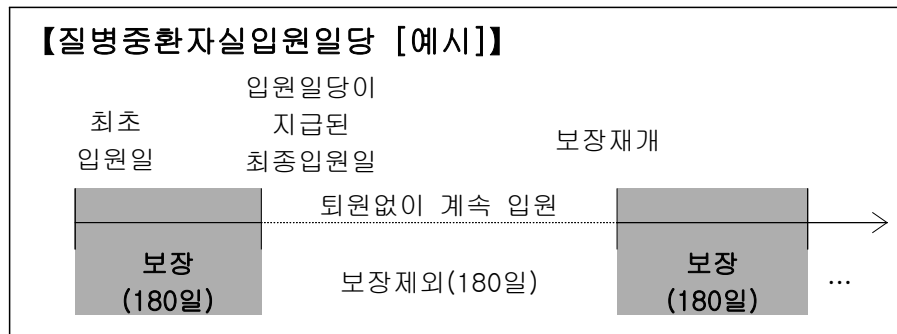 【질병중환자실입원일당 [예시]】
최초
입원일
입원일당이
지급된
최종입원일
보장재개
퇴원없이 계속 입원
보장
(180일)
보장제외(180일)
보장
(180일)
...